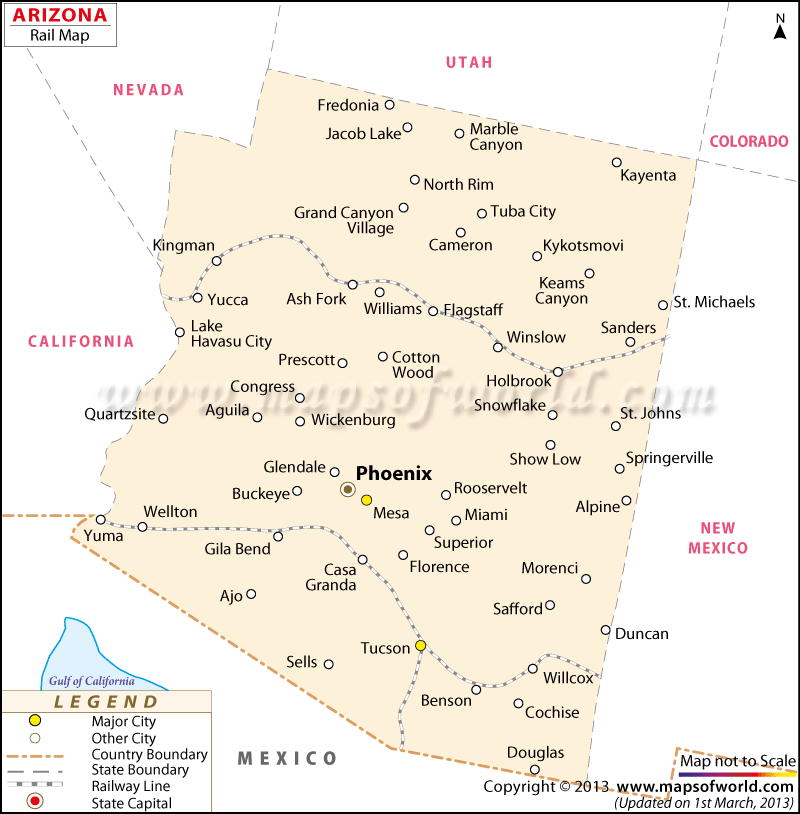 ARIZONA
Rail Map
N
UTAH
NEVADA
COLORADO
Fredonia
Jacob Lake
Marble
Canyon
Kayenta
North Rim
Grand Canyon
Village
Tuba City
Cameron
Kingman
Kykotsmovi
Keams
Canyon
Yucca
Ash Fork
Williams
Flagstaff
St. Michaels
CALIFORNIA
Lake
Havasu City
Winslow
Sanders
Prescott
Cotton
Wood
Holbrook
Congress
www.mapsofworld.com
Quartzsite
Aguila
Wickenburg
Snowflake
St. Johns
Show Low
Springerville
Glendale
Phoenix
Buckeye
Mesa
Rooservelt
Alpine
Wellton
Yuma
Miami
Superior
NEW
MEXICO
Gila Bend
Casa
Granda
Florence
Morenci
Ajo
Safford
Duncan
Tucson
Sells
Willcox
Benson
Cochise
Gulf of California
Douglas
MEXICO
LEGEND
Major City
Other City
Country Boundary
State Boundary
Railway Line
State Capital
Map not to Scale
Copyright © 2013 www.mapsofworld.com
(Updated on 1st March, 2013)